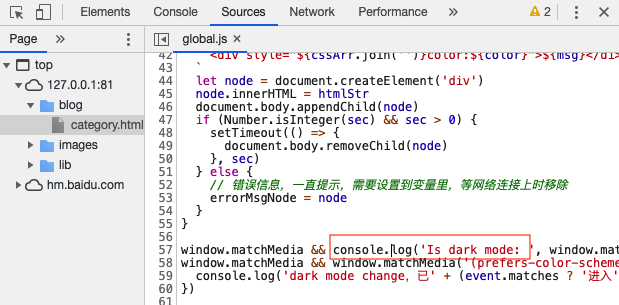 Elements Console Sources Network Performance » 2
Page » global.js
top
127.0.0.1:81
blog
category.html
images
lib
hm.baidu.com
42 <div style="${cssArr.join('')}color:${color}">${msg}</di
43 `
44 let node = document.createElement('div')
45 node.innerHTML = htmlStr
46 document.body.appendChild(node)
47 if (Number.isInteger(sec) && sec > 0) {
48 setTimeout(() => {
49 document.body.removeChild(node)
50 }, sec)
51 } else {
52 // 错误信息，一直提示，需要设置到变量里，等网络连接上时移除
53 errorMsgNode = node
54 }
55 }
56
57 window.matchMedia && console.log('Is dark mode: ', window.mat
58 window.matchMedia && window.matchMedia('(prefers-color-scheme
59 console.log('dark mode change，已' + (event.matches ? '进入'
60 })
61